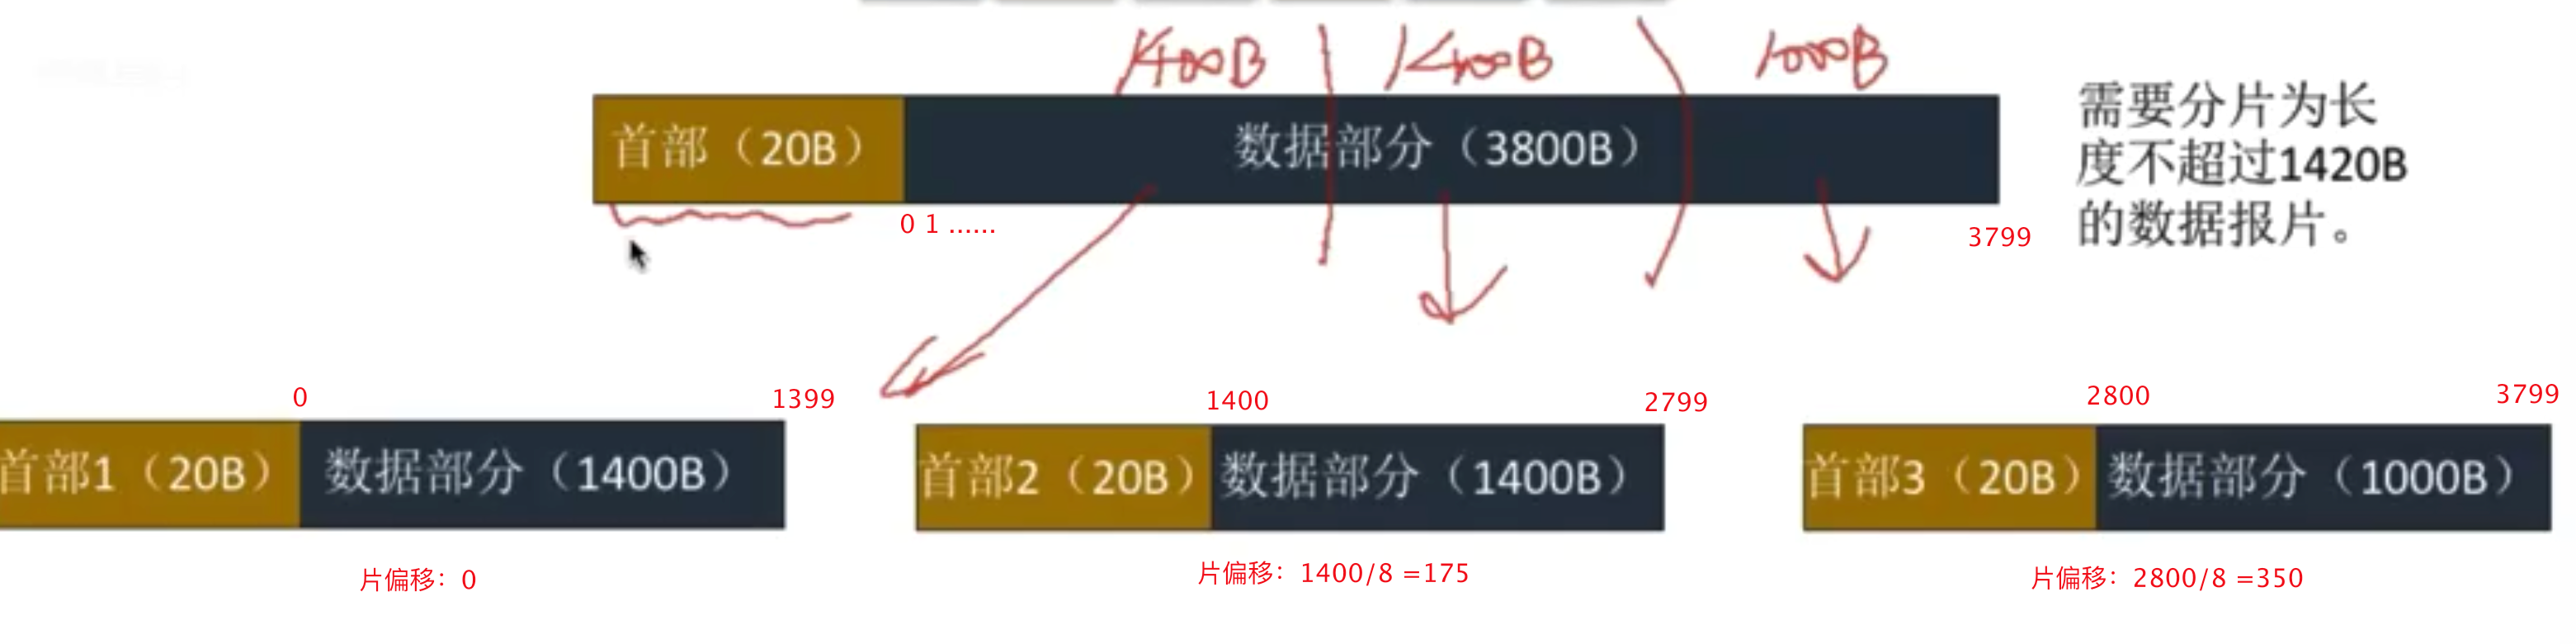 1400B 1400B 1000B
首部（20B） 数据部分（3800B）
需要分片为长
度不超过1420B
的数据报片。
0 1 ......
3799
0 1399
1400 2799
2800 3799
首部1（20B） 数据部分（1400B）
首部2（20B） 数据部分（1400B）
首部3（20B） 数据部分（1000B）
片偏移：0
片偏移：1400/8 =175
片偏移：2800/8 =350